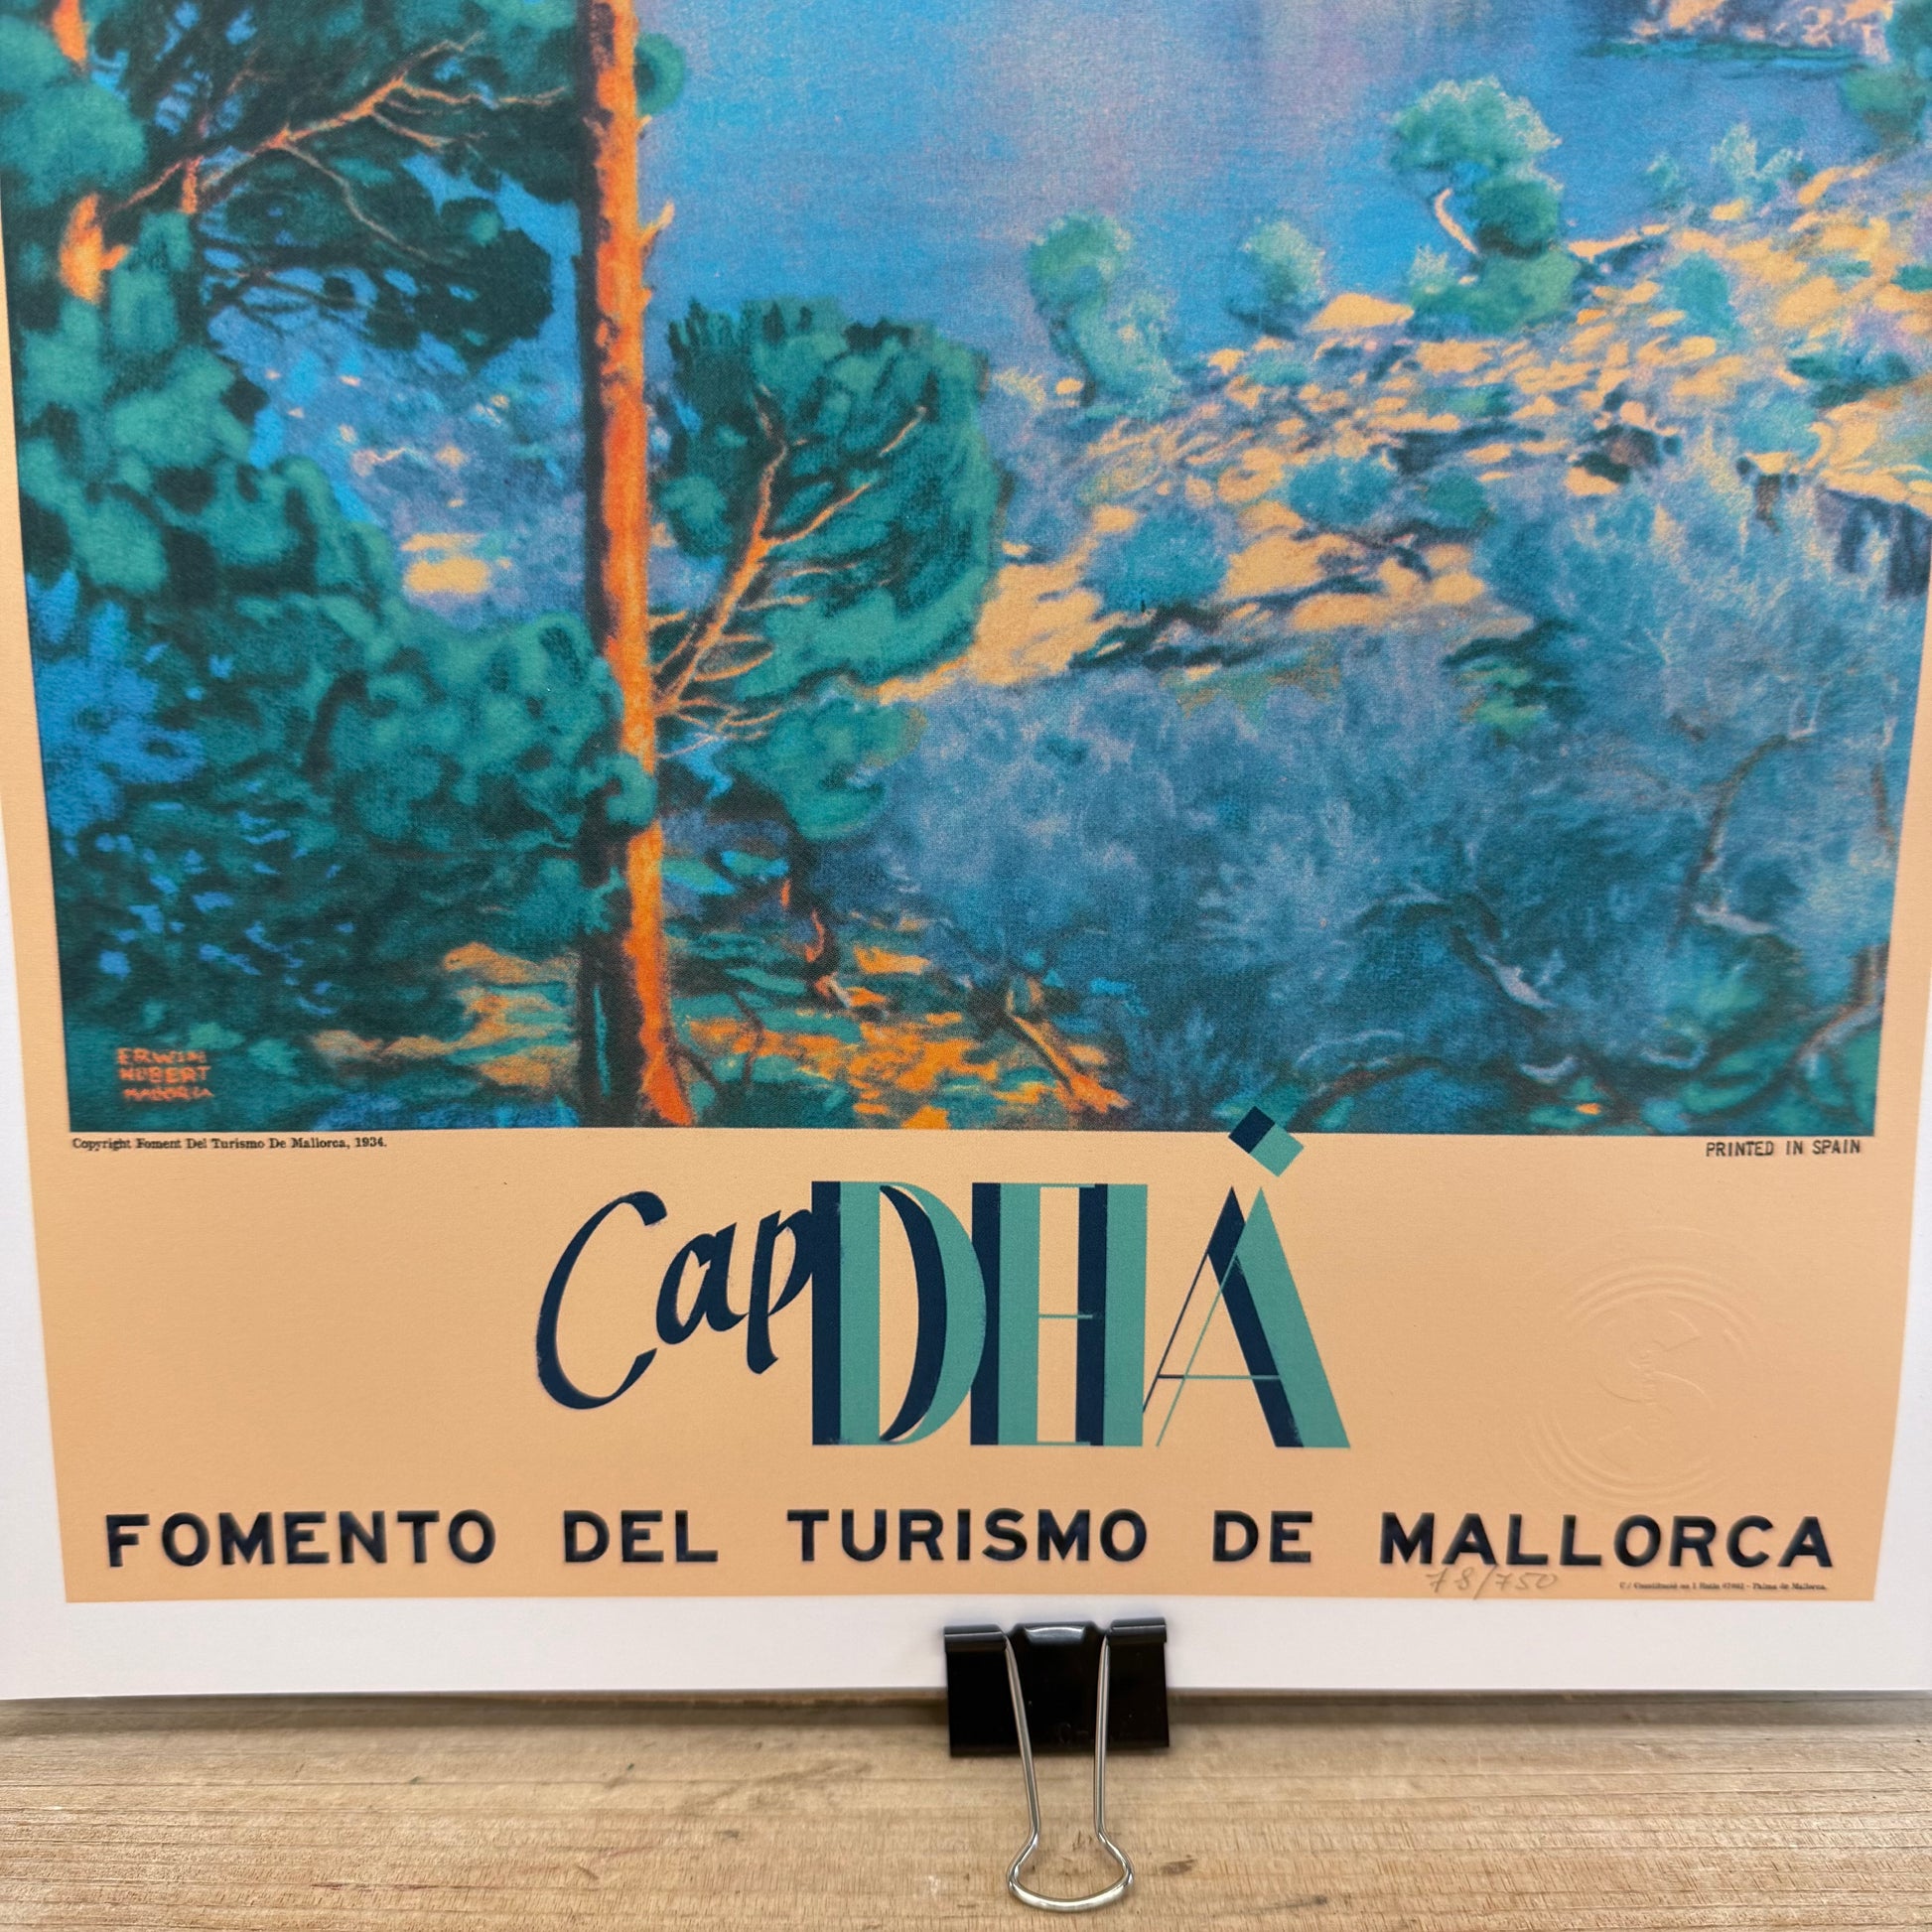 ERWIN
HUBERT
MALLORCA
Copyright Foment Del Turismo De Mallorca, 1934.
PRINTED IN SPAIN
Cap DEIÀ
FOMENTO DEL TURISMO DE MALLORCA
78/750